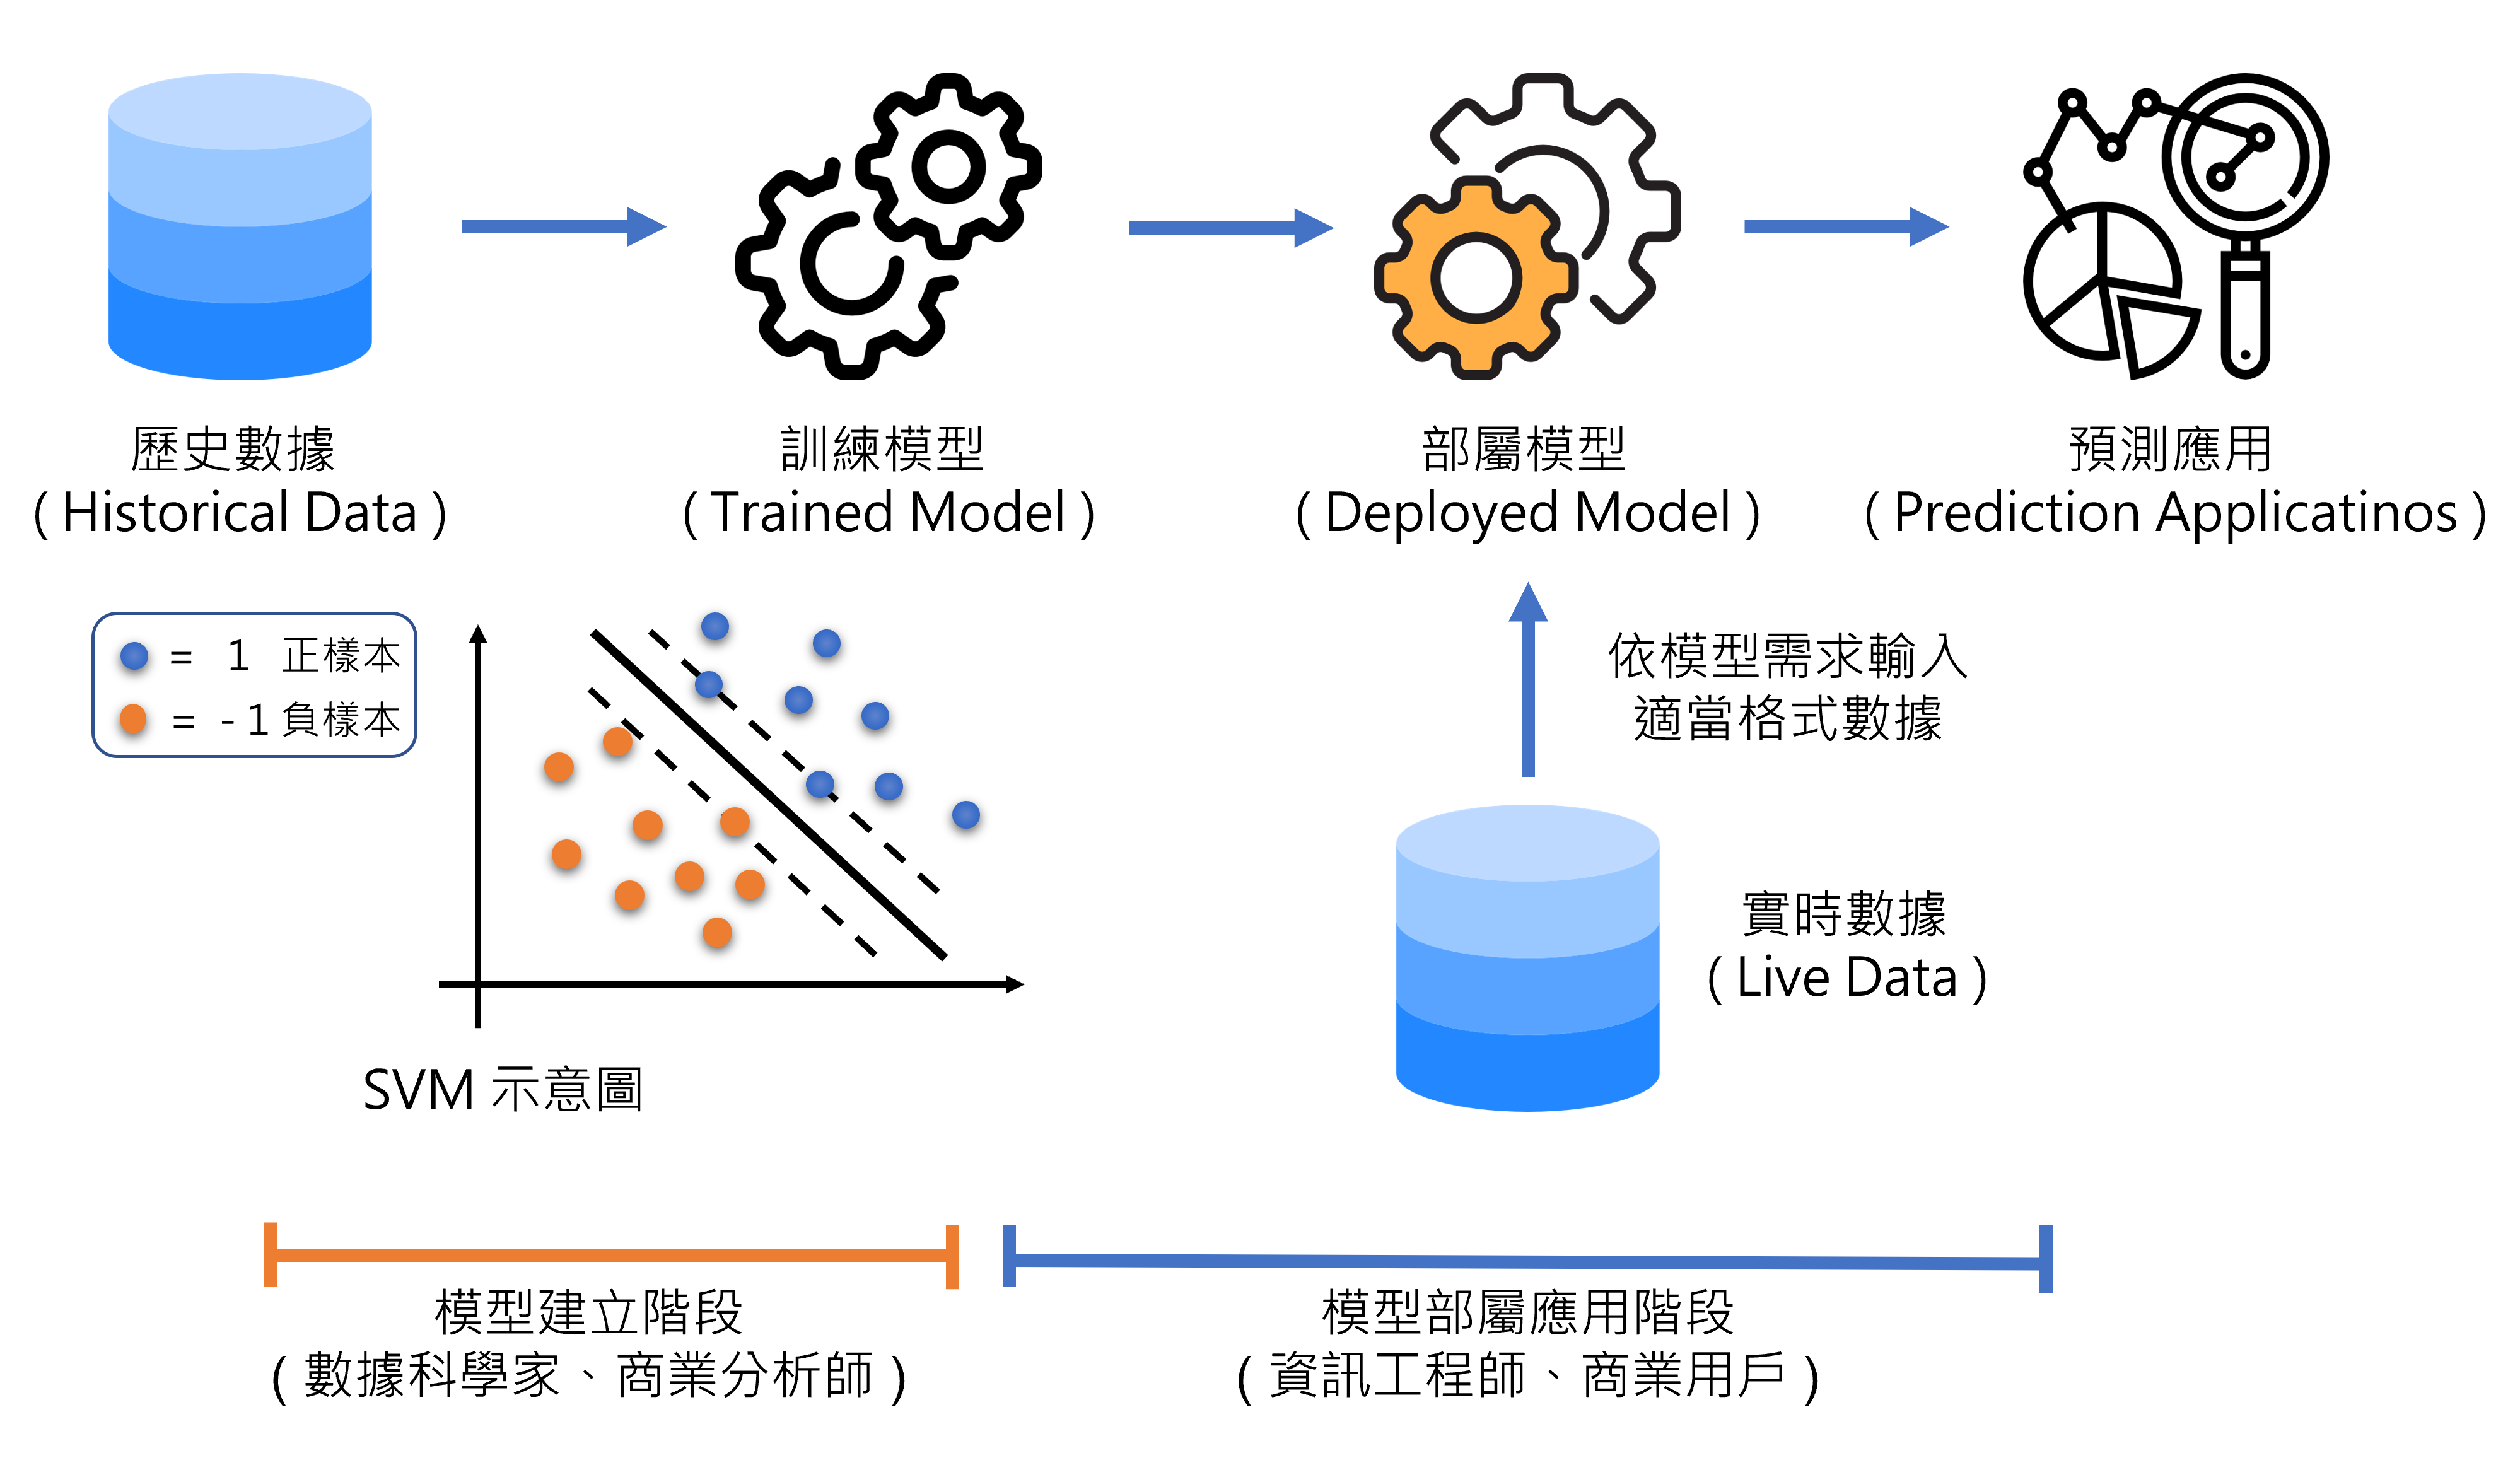 歷史數據
( Historical Data )
訓練模型
( Trained Model )
部屬模型
( Deployed Model )
預測應用
( Prediction Applicatinos )
= 1 正樣本
= -1 負樣本
SVM 示意圖
依模型需求輸入
適當格式數據
實時數據
( Live Data )
模型建立階段
( 數據科學家、商業分析師 )
模型部屬應用階段
( 資訊工程師、商業用戶 )